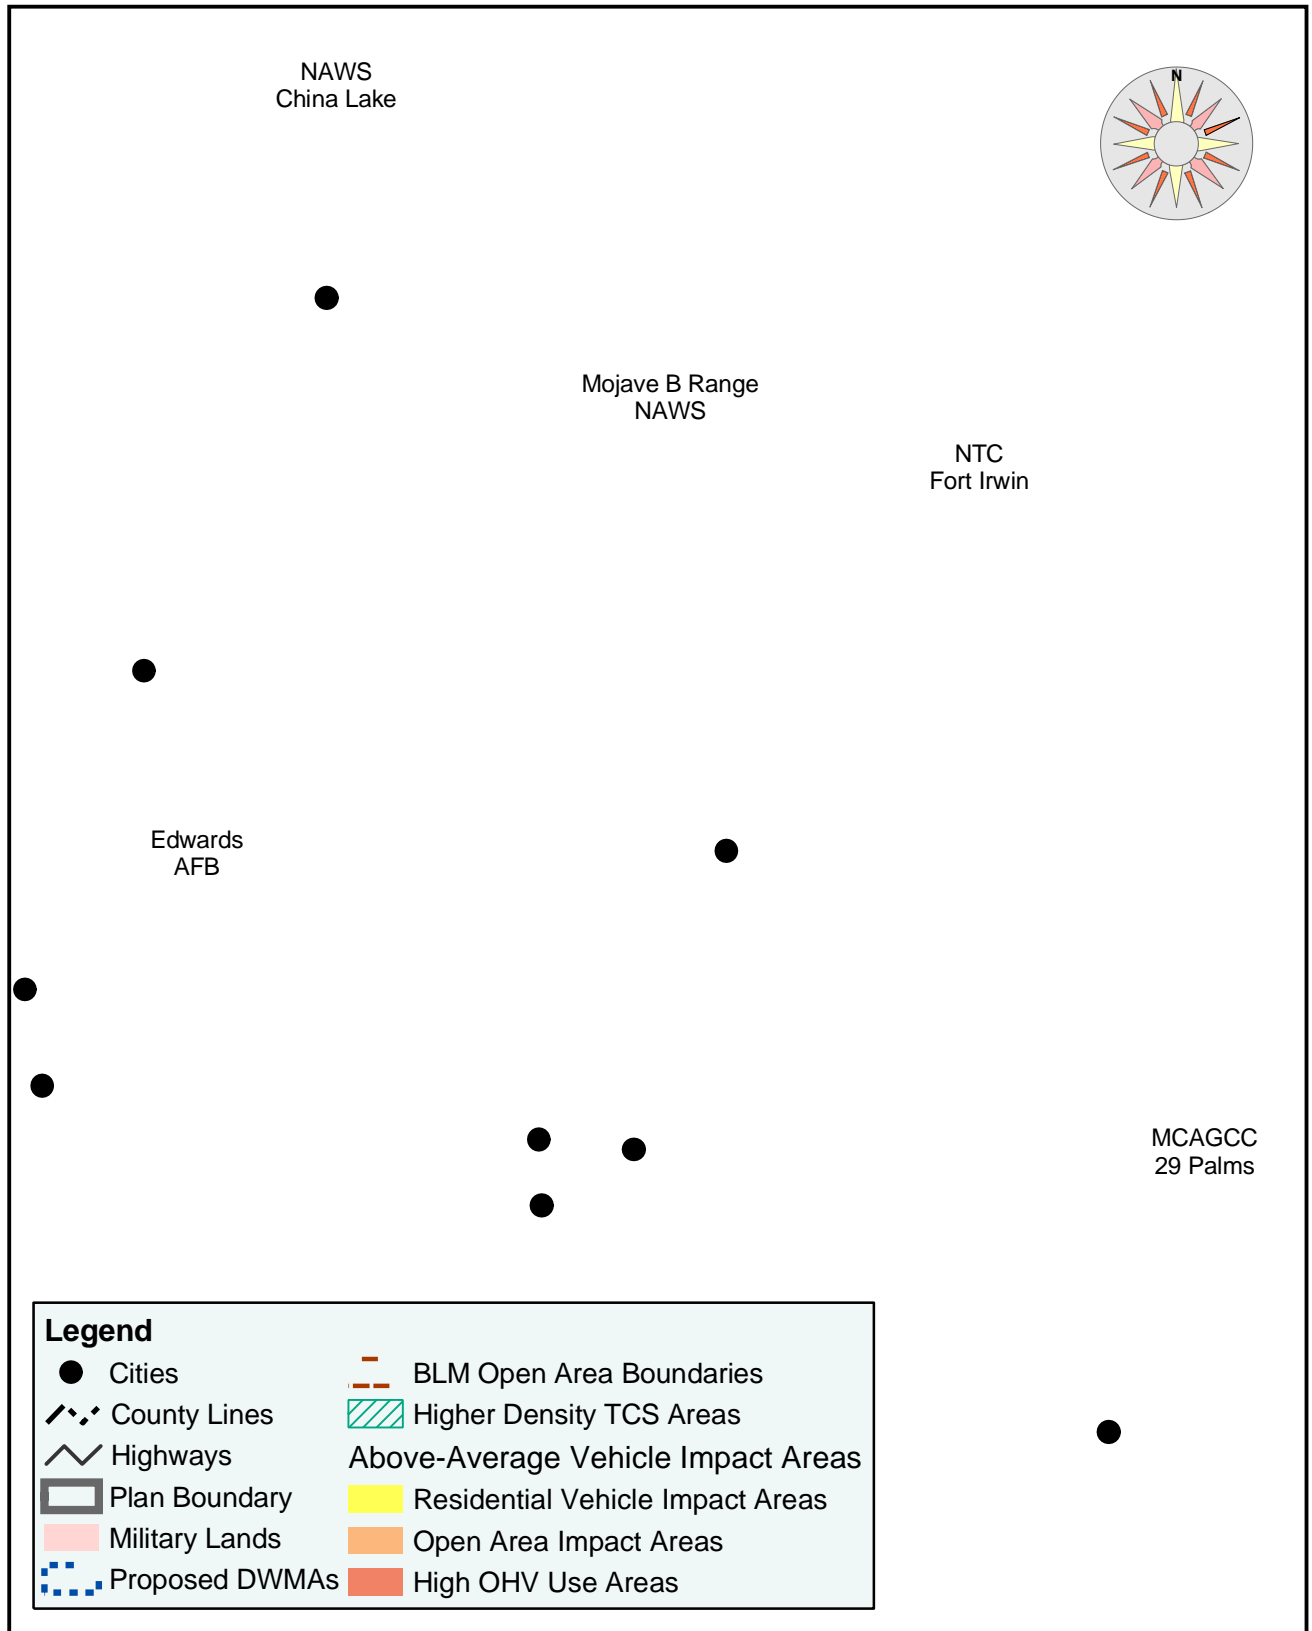 NAWS
China Lake
N
Mojave B Range
NAWS
NTC
Fort Irwin
Edwards
AFB
MCAGCC
29 Palms
Legend
Cities
County Lines
Highways
Plan Boundary
Military Lands
Proposed DWMAs
BLM Open Area Boundaries
Higher Density TCS Areas
Above-Average Vehicle Impact Areas
Residential Vehicle Impact Areas
Open Area Impact Areas
High OHV Use Areas